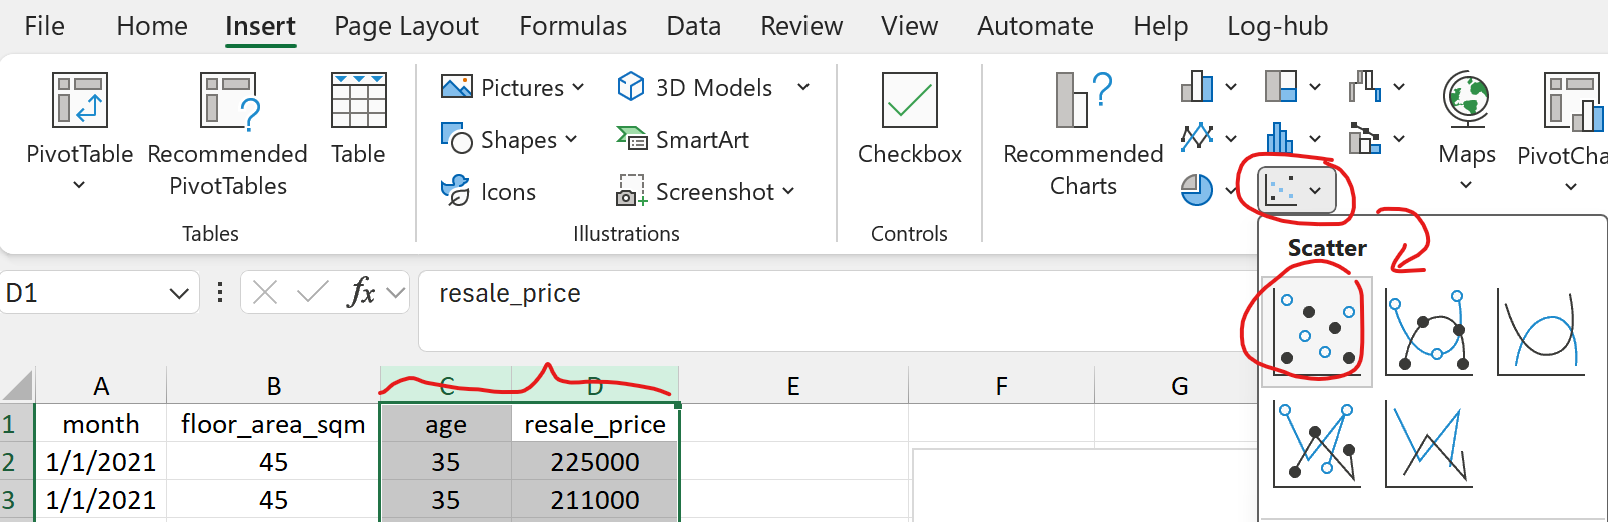 File Home Insert Page Layout Formulas Data Review View Automate Help Log-hub
PivotTable
Recommended
PivotTables
Table
Tables
Pictures
Shapes
Icons
3D Models
SmartArt
Screenshot
Illustrations
Checkbox
Controls
Recommended
Charts
Maps
PivotCha
Scatter
D1
fx
resale_price
A B C D E F G
1 month floor_area_sqm age resale_price
2 1/1/2021 45 35 225000
3 1/1/2021 45 35 211000